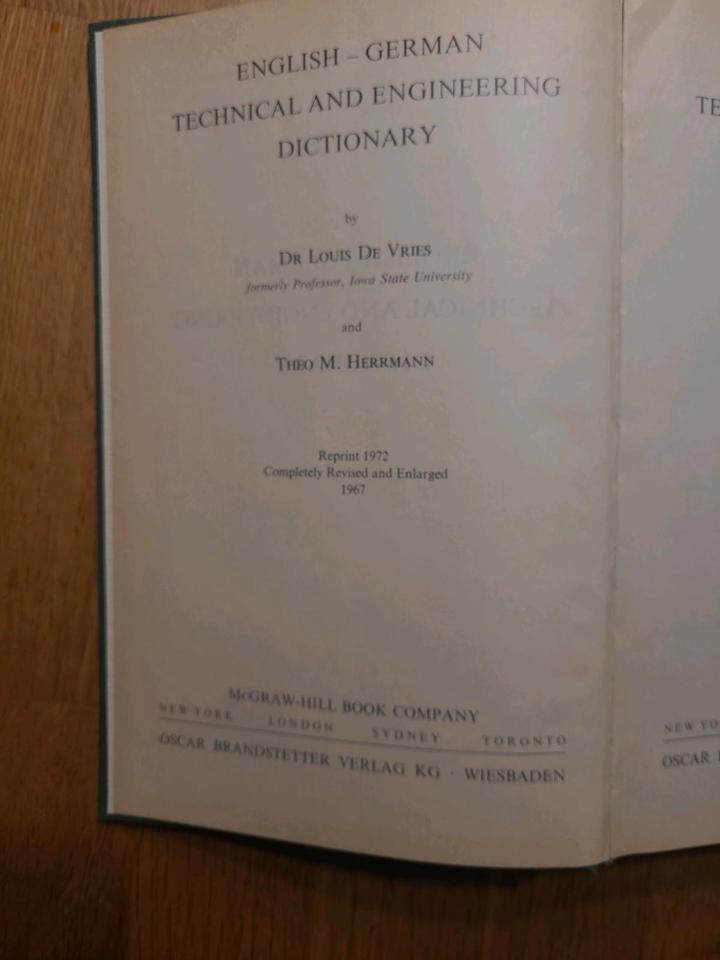 ENGLISH – GERMAN
TECHNICAL AND ENGINEERING
DICTIONARY
by
DR LOUIS DE VRIES
formerly Professor, Iowa State University
and
THEO M. HERRMANN
Reprint 1972
Completely Revised and Enlarged
1967
McGRAW-HILL BOOK COMPANY
NEW YORK LONDON SYDNEY TORONTO
OSCAR BRANDSTETTER VERLAG KG · WIESBADEN
TE
NEW YO
OSCAR